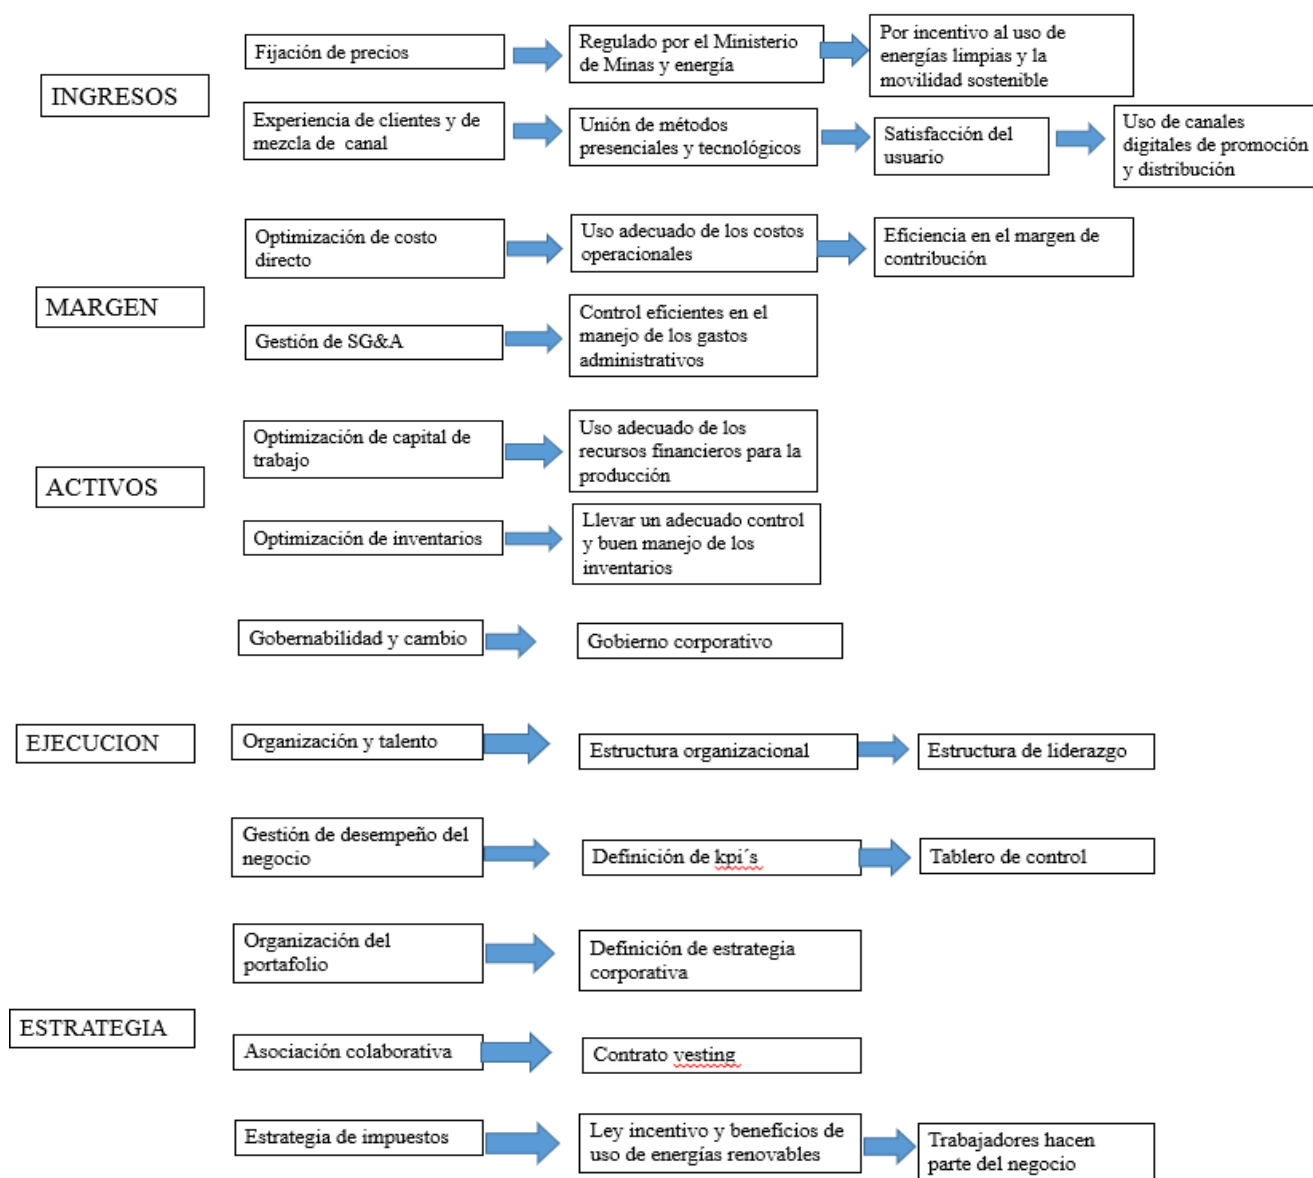 INGRESOS
Fijación de precios
Regulado por el Ministerio
de Minas y energía
Por incentivo al uso de
energías limpias y la
movilidad sostenible
Experiencia de clientes y de
mezcla de canal
Unión de métodos
presenciales y tecnológicos
Satisfacción del
usuario
Uso de canales
digitales de promoción
y distribución
MARGEN
Optimización de costo
directo
Uso adecuado de los costos
operacionales
Eficiencia en el margen de
contribución
Gestión de SG&A
Control eficientes en el
manejo de los gastos
administrativos
ACTIVOS
Optimización de capital de
trabajo
Uso adecuado de los
recursos financieros para la
producción
Optimización de inventarios
Llevar un adecuado control
y buen manejo de los
inventarios
EJECUCION
Gobernabilidad y cambio
Gobierno corporativo
Organización y talento
Estructura organizacional
Estructura de liderazgo
Gestión de desempeño del
negocio
Definición de kpi´s
Tablero de control
ESTRATEGIA
Organización del
portafolio
Definición de estrategia
corporativa
Asociación colaborativa
Contrato vesting
Estrategia de impuestos
Ley incentivo y beneficios de
uso de energías renovables
Trabajadores hacen
parte del negocio